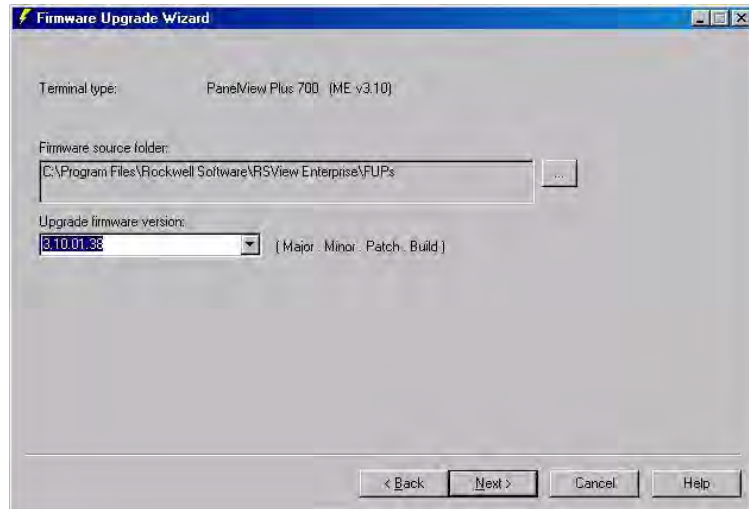 Firmware Upgrade Wizard
Terminal type: PanelView Plus 700 (ME v3.10)
Firmware source folder:
C:\Program Files\Rockwell Software\RSView Enterprise\FUPs
...
Upgrade firmware version:
3.10.01.38 ( Major . Minor . Patch . Build )
< Back Next > Cancel Help